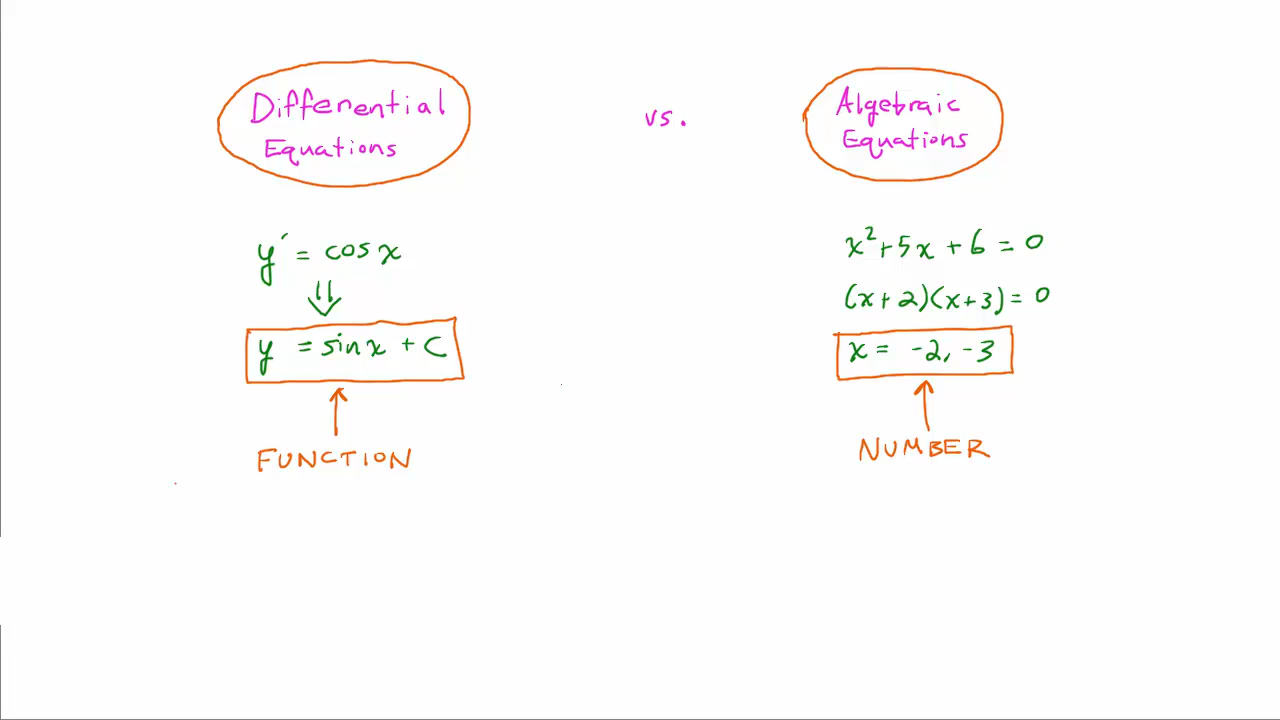 Differential
Equations
vs.
Algebraic
Equations
y′ = cos x
⇓
y = sin x + C
FUNCTION
x² + 5x + 6 = 0
(x + 2)(x + 3) = 0
x = -2, -3
NUMBER